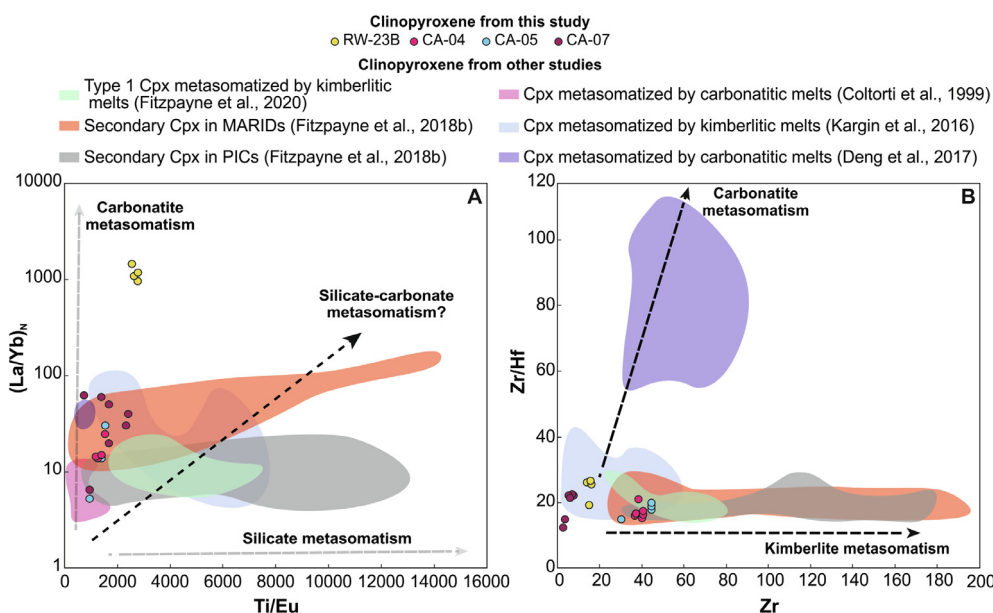 Clinopyroxene from this study
RW-23B CA-04 CA-05 CA-07
Clinopyroxene from other studies
Type 1 Cpx metasomatized by kimberlitic
melts (Fitzpayne et al., 2020)
Secondary Cpx in MARIDs (Fitzpayne et al., 2018b)
Secondary Cpx in PICs (Fitzpayne et al., 2018b)
Cpx metasomatized by carbonatitic melts (Coltorti et al., 1999)
Cpx metasomatized by kimberlitic melts (Kargin et al., 2016)
Cpx metasomatized by carbonatitic melts (Deng et al., 2017)
A
10000
1000
100
10
1
(La/Yb)N
Carbonatite
metasomatism
Silicate-carbonate
metasomatism?
Silicate metasomatism
0 2000 4000 6000 8000 10000 12000 14000 16000
Ti/Eu
B
120
100
80
60
40
20
0
Zr/Hf
Carbonatite
metasomatism
Kimberlite metasomatism
0 20 40 60 80 100 120 140 160 180 200
Zr